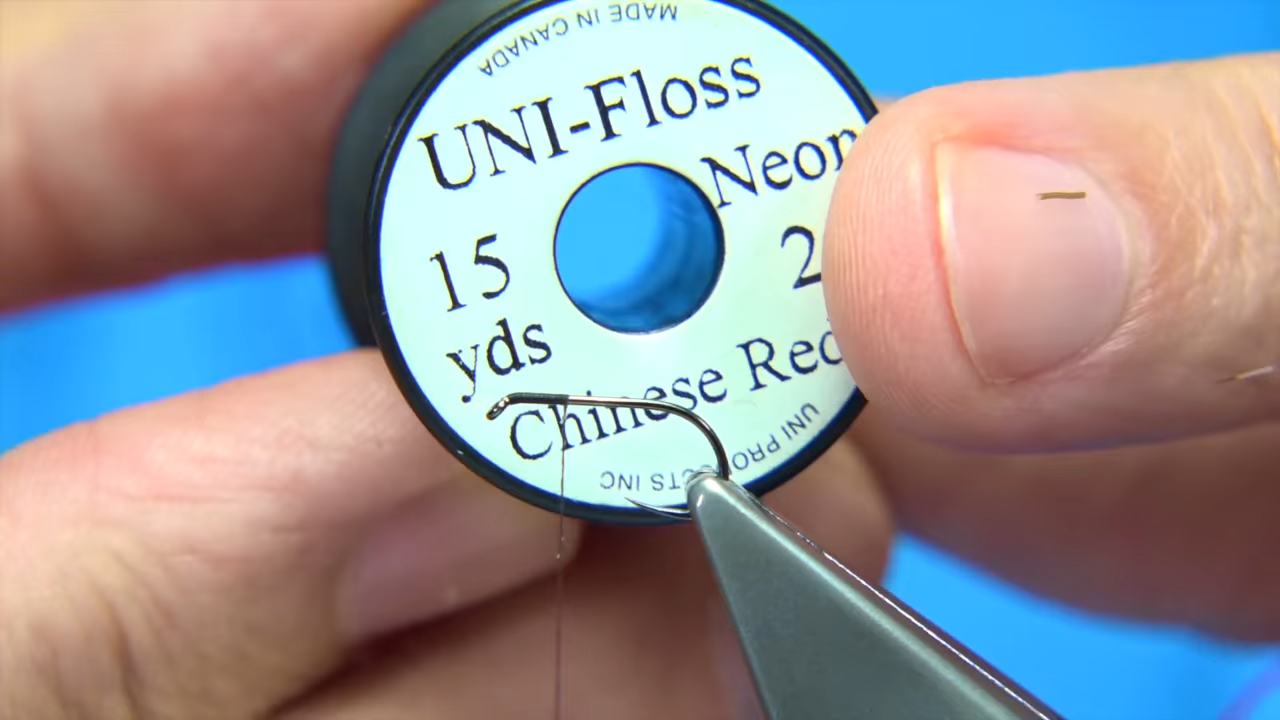 MADE IN CANADA
UNI-Floss
Neon
15
2
yds
Chinese Red
UNI PRODUCTS INC